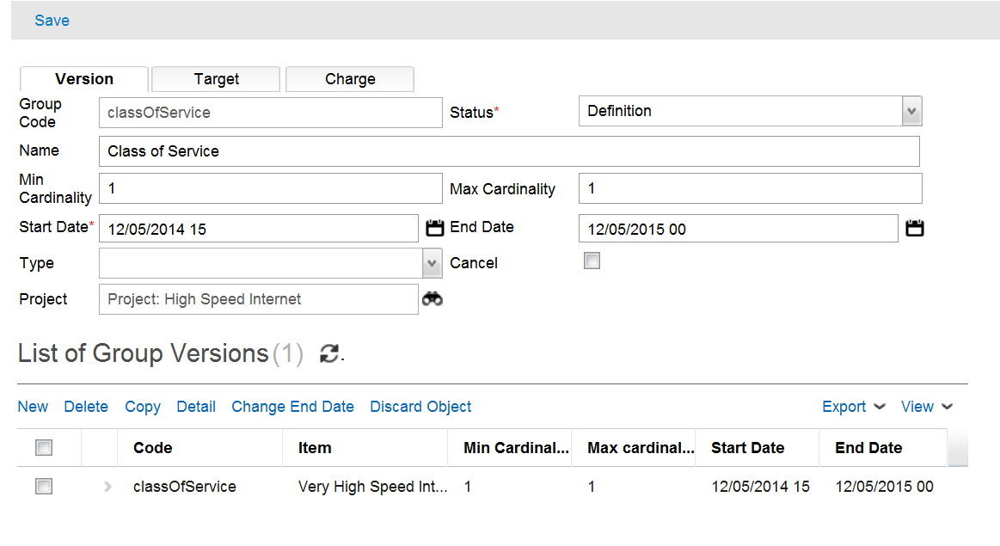 Save
Version Target Charge
Group Code classOfService Status* Definition
Name Class of Service
Min Cardinality 1 Max Cardinality 1
Start Date* 12/05/2014 15 End Date 12/05/2015 00
Type Cancel
Project Project: High Speed Internet
List of Group Versions (1) .
New Delete Copy Detail Change End Date Discard Object Export View
Code Item Min Cardinal... Max cardinal... Start Date End Date
classOfService Very High Speed Int... 1 1 12/05/2014 15 12/05/2015 00